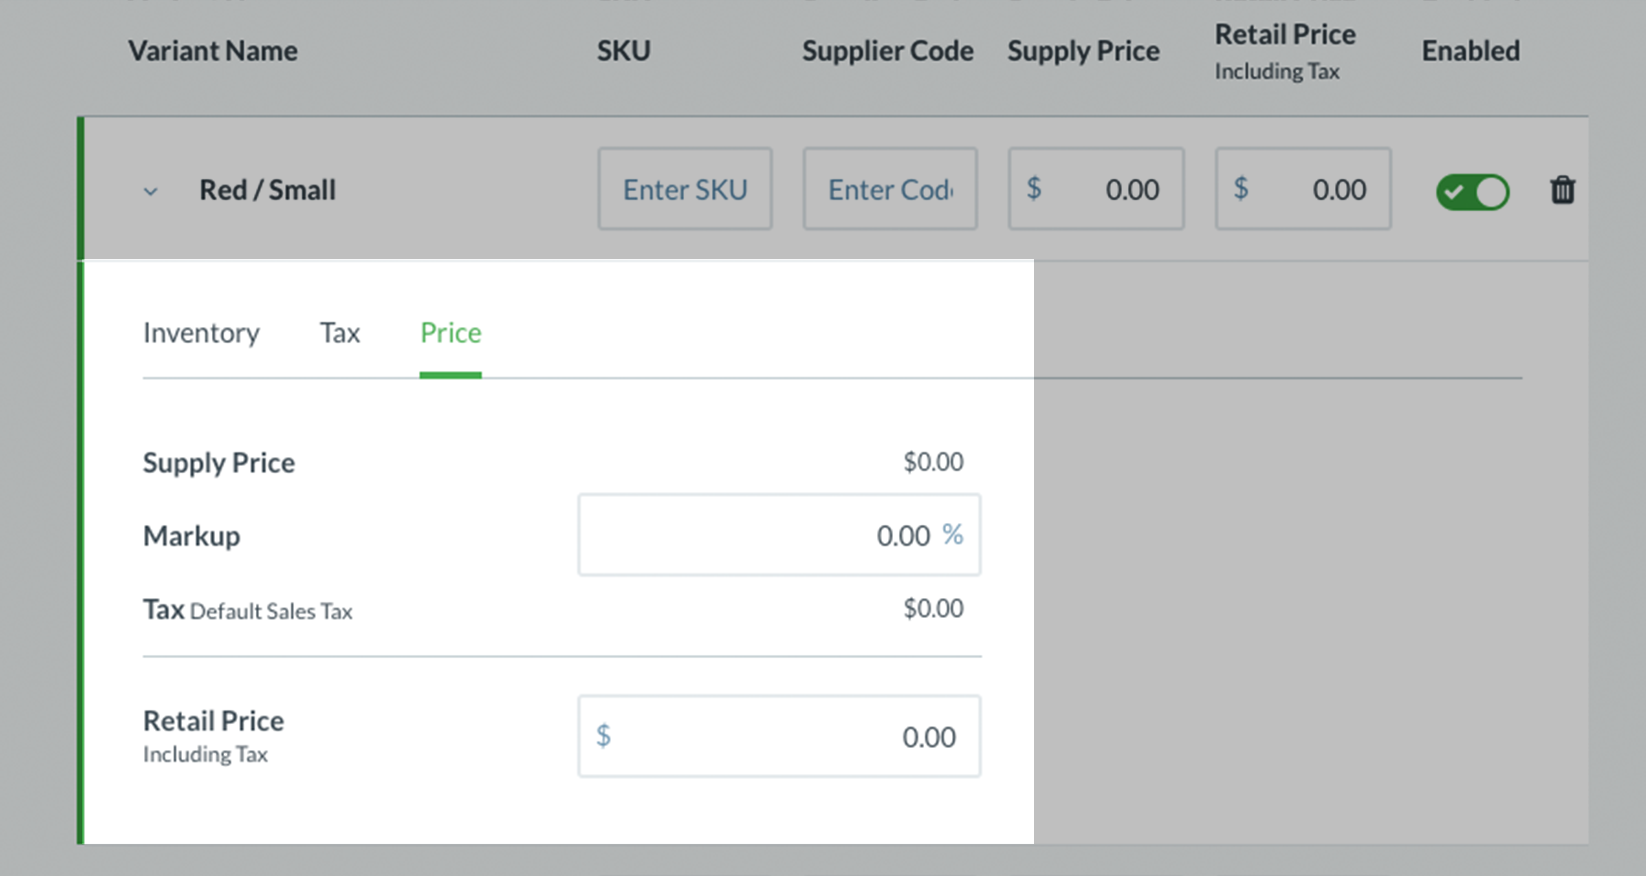 Variant Name SKU Supplier Code Supply Price Retail Price Including Tax Enabled
Red / Small Enter SKU Enter Cod $ 0.00 $ 0.00
Inventory Tax Price
Supply Price $0.00
Markup 0.00 %
Tax Default Sales Tax $0.00
Retail Price $ 0.00
Including Tax